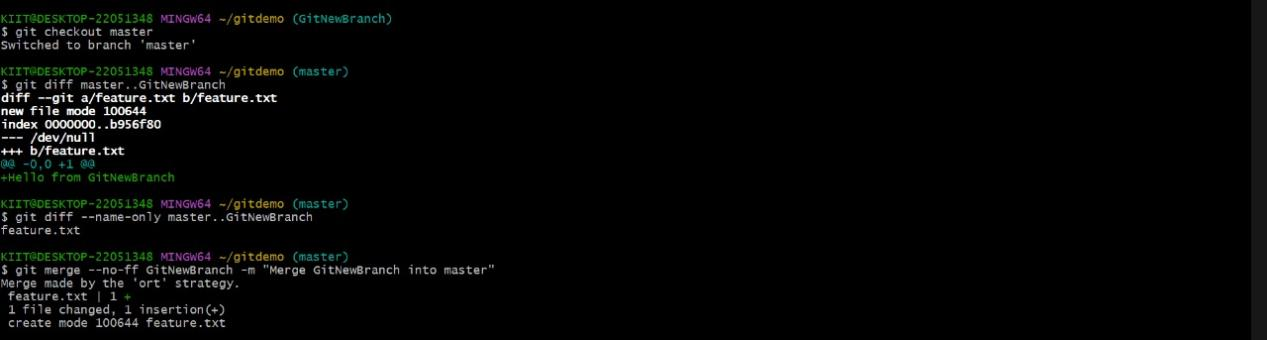 KIIT@DESKTOP-22051348 MINGW64 ~/gitdemo (GitNewBranch)
$ git checkout master
Switched to branch 'master'
KIIT@DESKTOP-22051348 MINGW64 ~/gitdemo (master)
$ git diff master..GitNewBranch
diff --git a/feature.txt b/feature.txt
new file mode 100644
index 0000000..b956f80
--- /dev/null
+++ b/feature.txt
@@ -0,0 +1 @@
+Hello from GitNewBranch
KIIT@DESKTOP-22051348 MINGW64 ~/gitdemo (master)
$ git diff --name-only master..GitNewBranch
feature.txt
KIIT@DESKTOP-22051348 MINGW64 ~/gitdemo (master)
$ git merge --no-ff GitNewBranch -m "Merge GitNewBranch into master"
Merge made by the 'ort' strategy.
 feature.txt | 1 +
 1 file changed, 1 insertion(+)
 create mode 100644 feature.txt